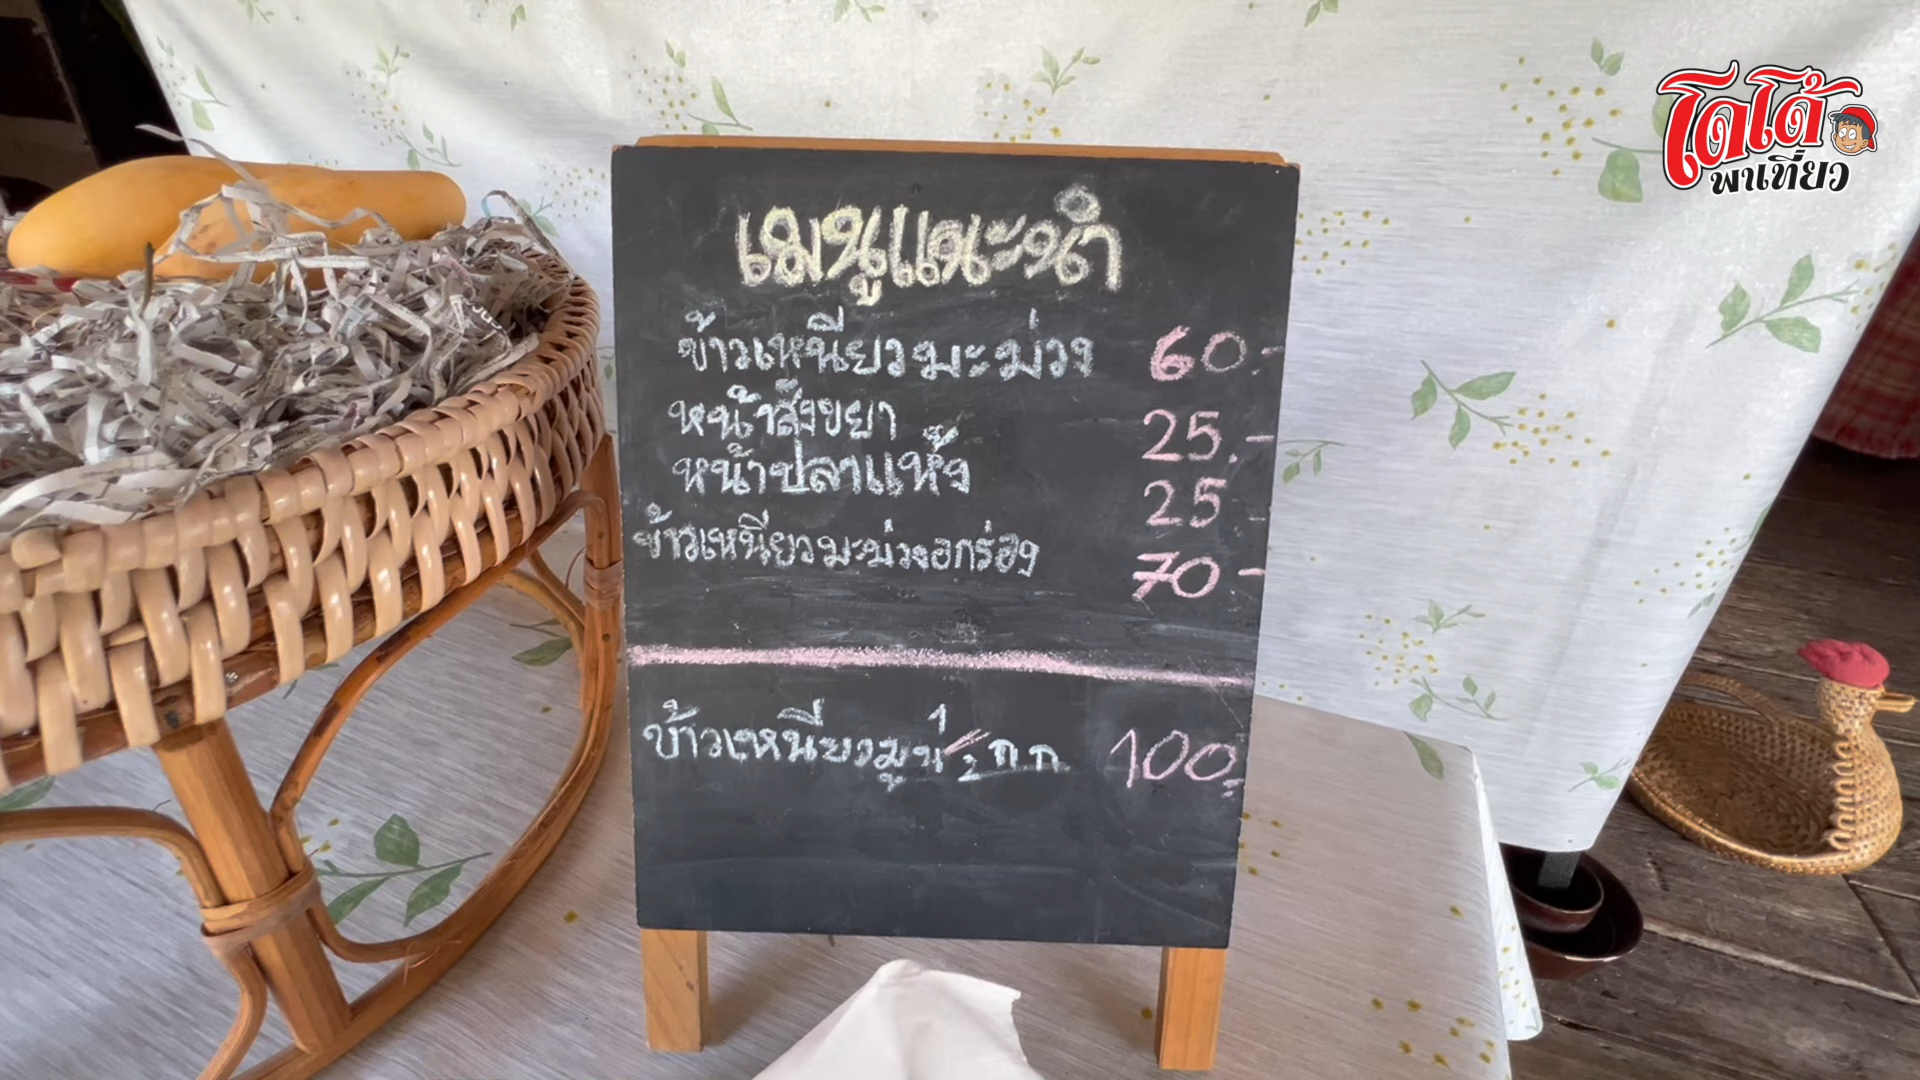 โดโด้
พาเที่ยว
เมนูแนะนำ
ข้าวเหนียวมะม่วง 60.-
หน้าสังขยา 25.-
หน้าปลาแห้ง 25.-
ข้าวเหนียวมะม่วงอกร่อง 70-
ข้าวเหนียวมูน 1/2 ก.ก. 100.-